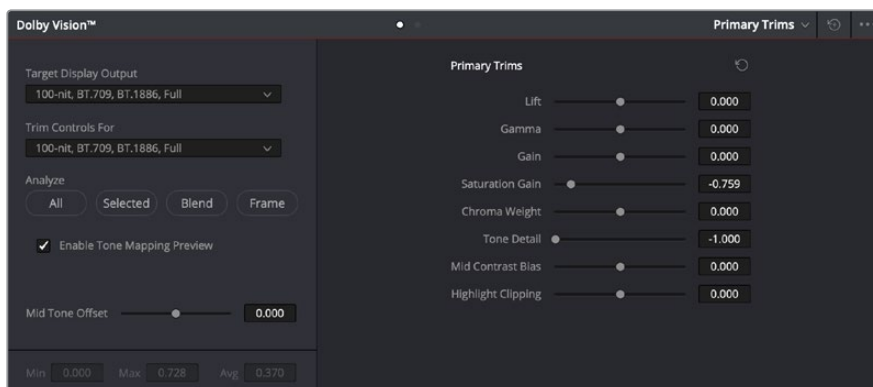 Dolby Vision™
Primary Trims
Target Display Output
100-nit, BT.709, BT.1886, Full
Trim Controls For
100-nit, BT.709, BT.1886, Full
Analyze
All Selected Blend Frame
Enable Tone Mapping Preview
Mid Tone Offset 0.000
Min 0.000 Max 0.728 Avg 0.370
Primary Trims
Lift 0.000
Gamma 0.000
Gain 0.000
Saturation Gain -0.759
Chroma Weight 0.000
Tone Detail -1.000
Mid Contrast Bias 0.000
Highlight Clipping 0.000